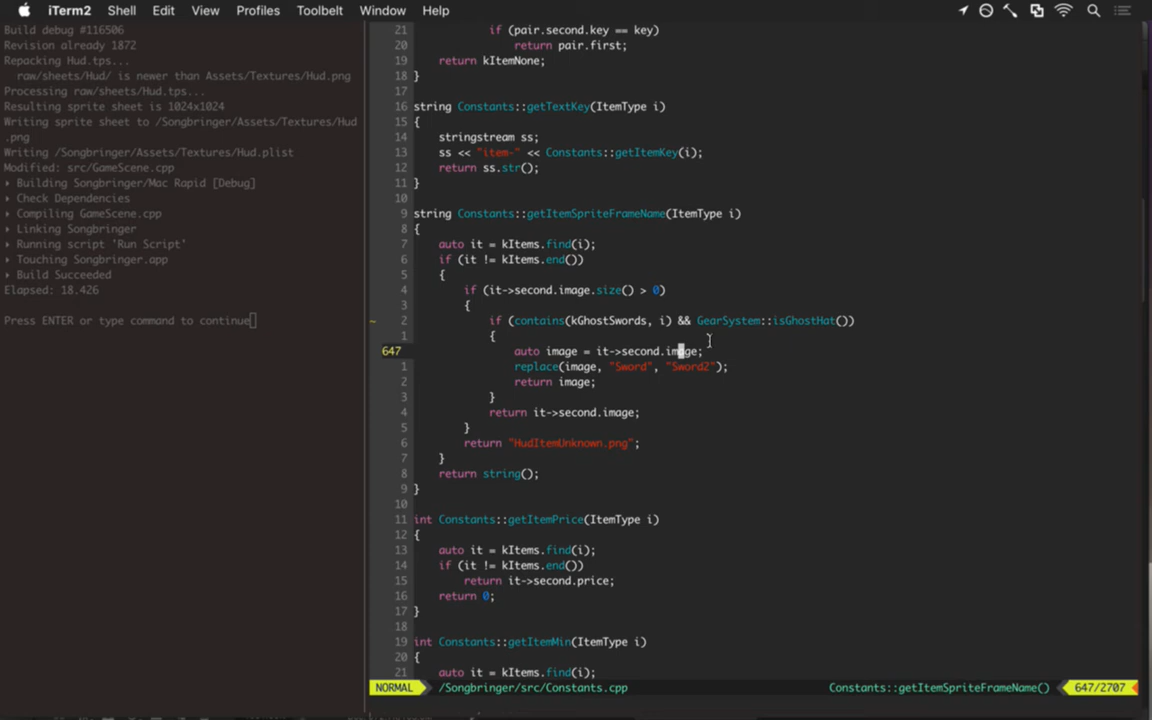 iTerm2 Shell Edit View Profiles Toolbelt Window Help
Build debug #116506
Revision already 1872
Repacking Hud.tps...
raw/sheets/Hud/ is newer than Assets/Textures/Hud.png
Processing raw/sheets/Hud.tps...
Resulting sprite sheet is 1024x1024
Writing sprite sheet to /Songbringer/Assets/Textures/Hud
.png
Writing /Songbringer/Assets/Textures/Hud.plist
Modified: src/GameScene.cpp
▸ Building Songbringer/Mac Rapid [Debug]
▸ Check Dependencies
▸ Compiling GameScene.cpp
▸ Linking Songbringer
▸ Running script 'Run Script'
▸ Touching Songbringer.app
▸ Build Succeeded
Elapsed: 18.426
Press ENTER or type command to continue
21 if (pair.second.key == key)
20 return pair.first;
19 return kItemNone;
18 }
17
16 string Constants::getTextKey(ItemType i)
15 {
14 stringstream ss;
13 ss << "item-" << Constants::getItemKey(i);
12 return ss.str();
11 }
10
9 string Constants::getItemSpriteFrameName(ItemType i)
8 {
7 auto it = kItems.find(i);
6 if (it != kItems.end())
5 {
4 if (it->second.image.size() > 0)
3 {
~ 2 if (contains(kGhostSwords, i) && GearSystem::isGhostHat())
1 {
647 auto image = it->second.image;
1 replace(image, "Sword", "Sword2");
2 return image;
3 }
4 return it->second.image;
5 }
6 return "HudItemUnknown.png";
7 }
8 return string();
9 }
10
11 int Constants::getItemPrice(ItemType i)
12 {
13 auto it = kItems.find(i);
14 if (it != kItems.end())
15 return it->second.price;
16 return 0;
17 }
18
19 int Constants::getItemMin(ItemType i)
20 {
21 auto it = kItems.find(i);
NORMAL /Songbringer/src/Constants.cpp Constants::getItemSpriteFrameName() 647/2707